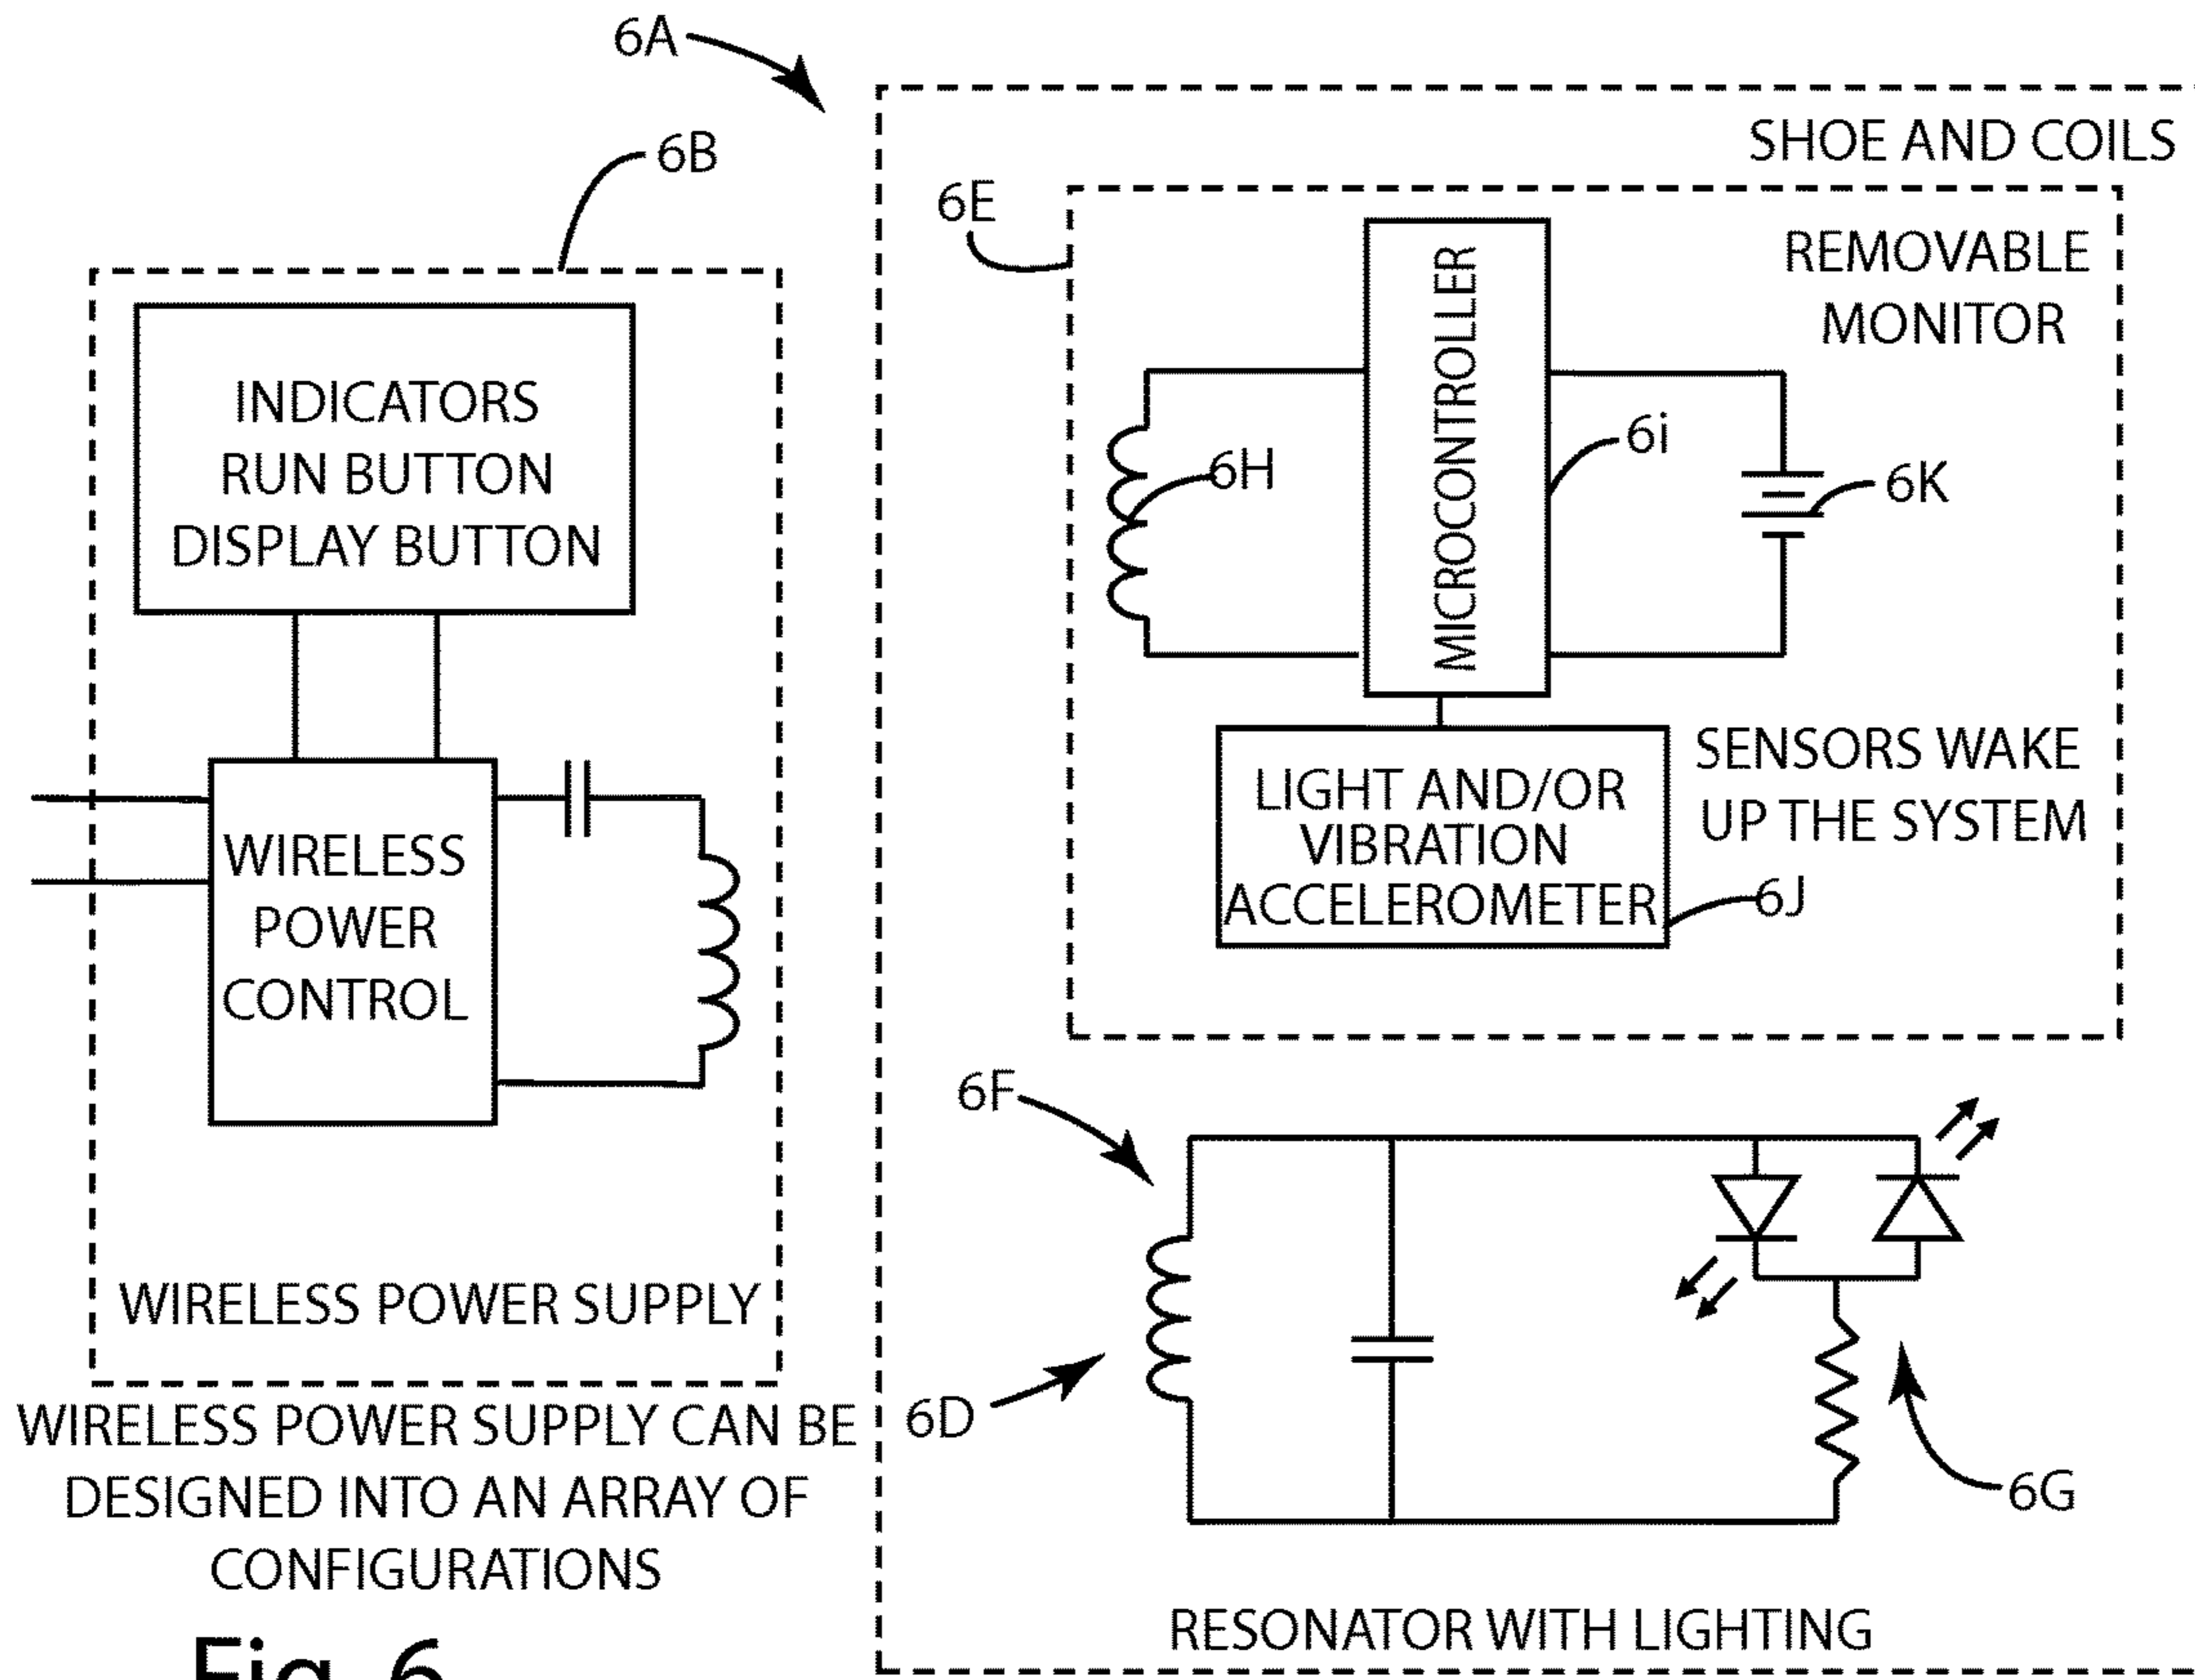 6A
6B
INDICATORS
RUN BUTTON
DISPLAY BUTTON
WIRELESS
POWER
CONTROL
WIRELESS POWER SUPPLY
WIRELESS POWER SUPPLY CAN BE
DESIGNED INTO AN ARRAY OF
CONFIGURATIONS
Fig. 6
SHOE AND COILS
6E
REMOVABLE
MONITOR
MICROCONTROLLER
6H
6i
6K
LIGHT AND/OR
VIBRATION
ACCELEROMETER
SENSORS WAKE
UP THE SYSTEM
6J
6F
6D
6G
RESONATOR WITH LIGHTING